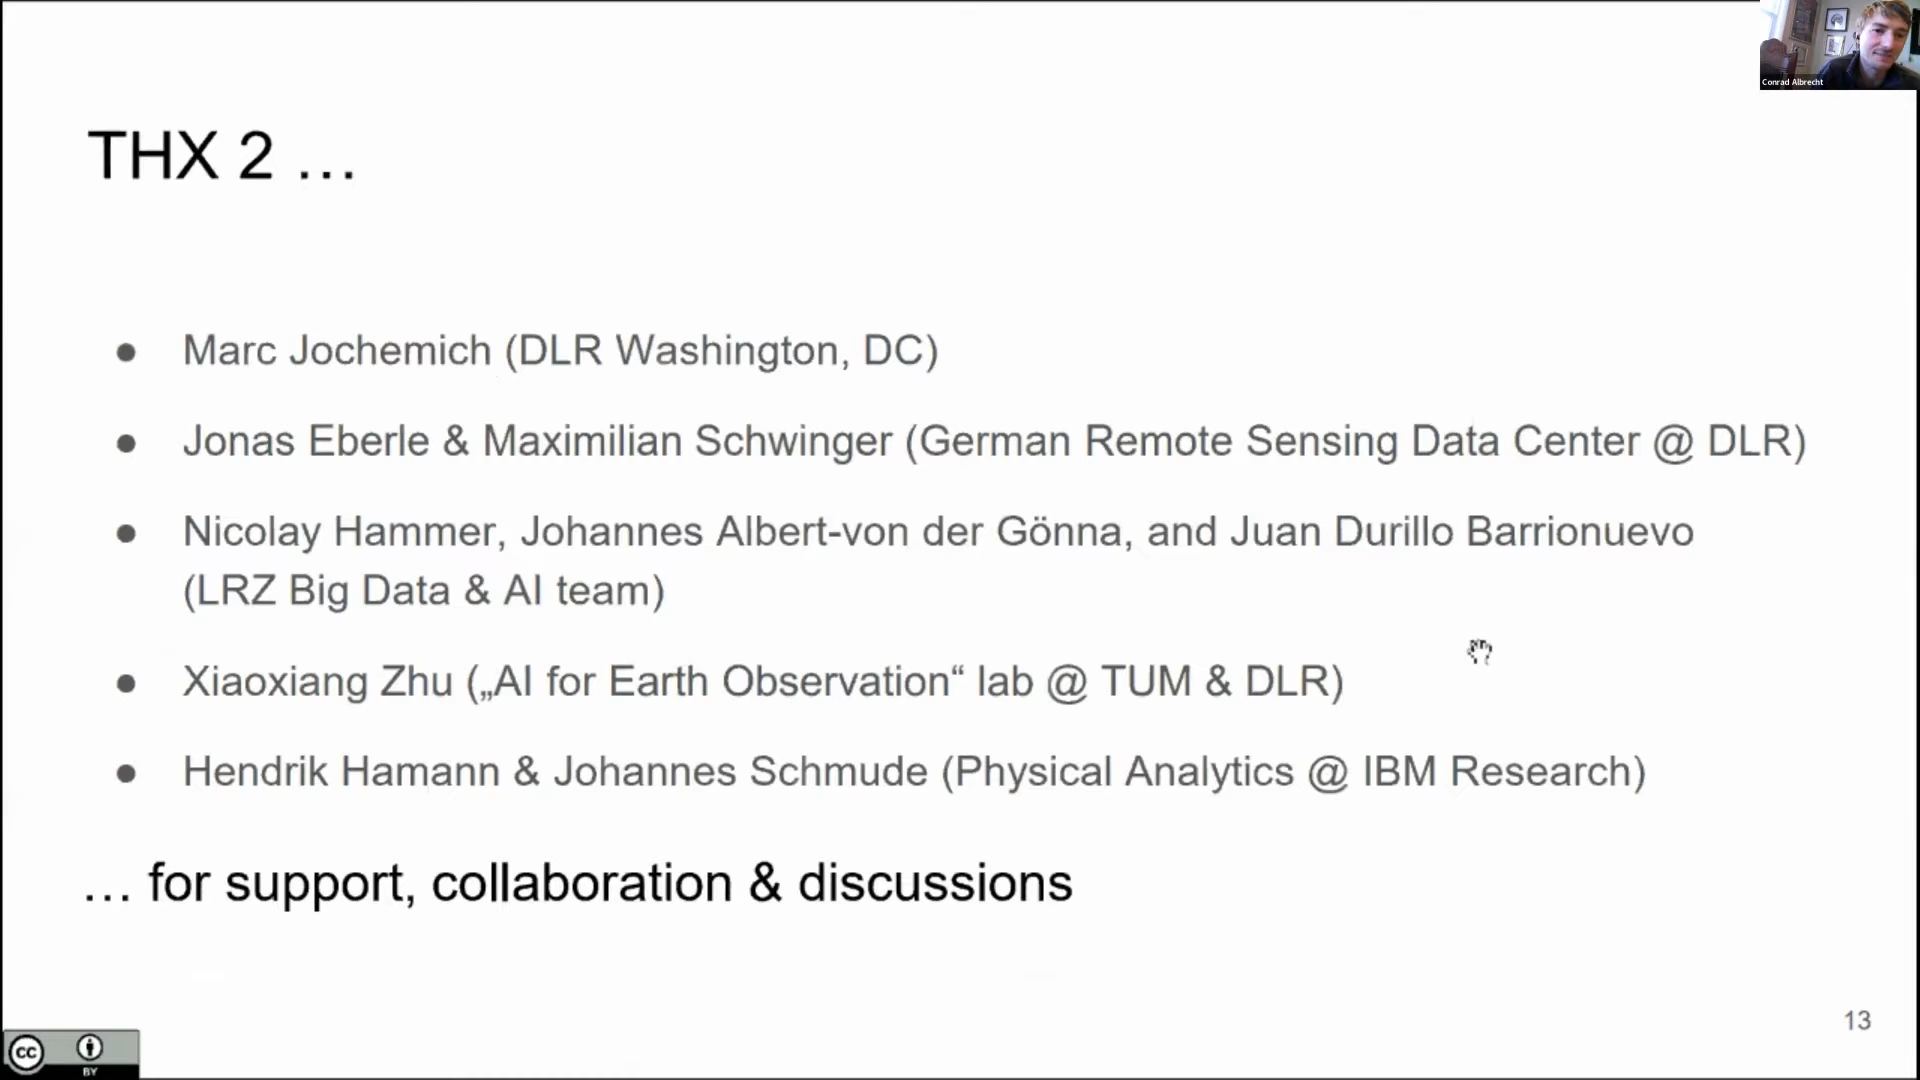 Conrad Albrecht
THX 2 …
● Marc Jochemich (DLR Washington, DC)
● Jonas Eberle & Maximilian Schwinger (German Remote Sensing Data Center @ DLR)
● Nicolay Hammer, Johannes Albert-von der Gönna, and Juan Durillo Barrionuevo
(LRZ Big Data & AI team)
● Xiaoxiang Zhu („AI for Earth Observation“ lab @ TUM & DLR)
● Hendrik Hamann & Johannes Schmude (Physical Analytics @ IBM Research)
… for support, collaboration & discussions
13
cc
BY